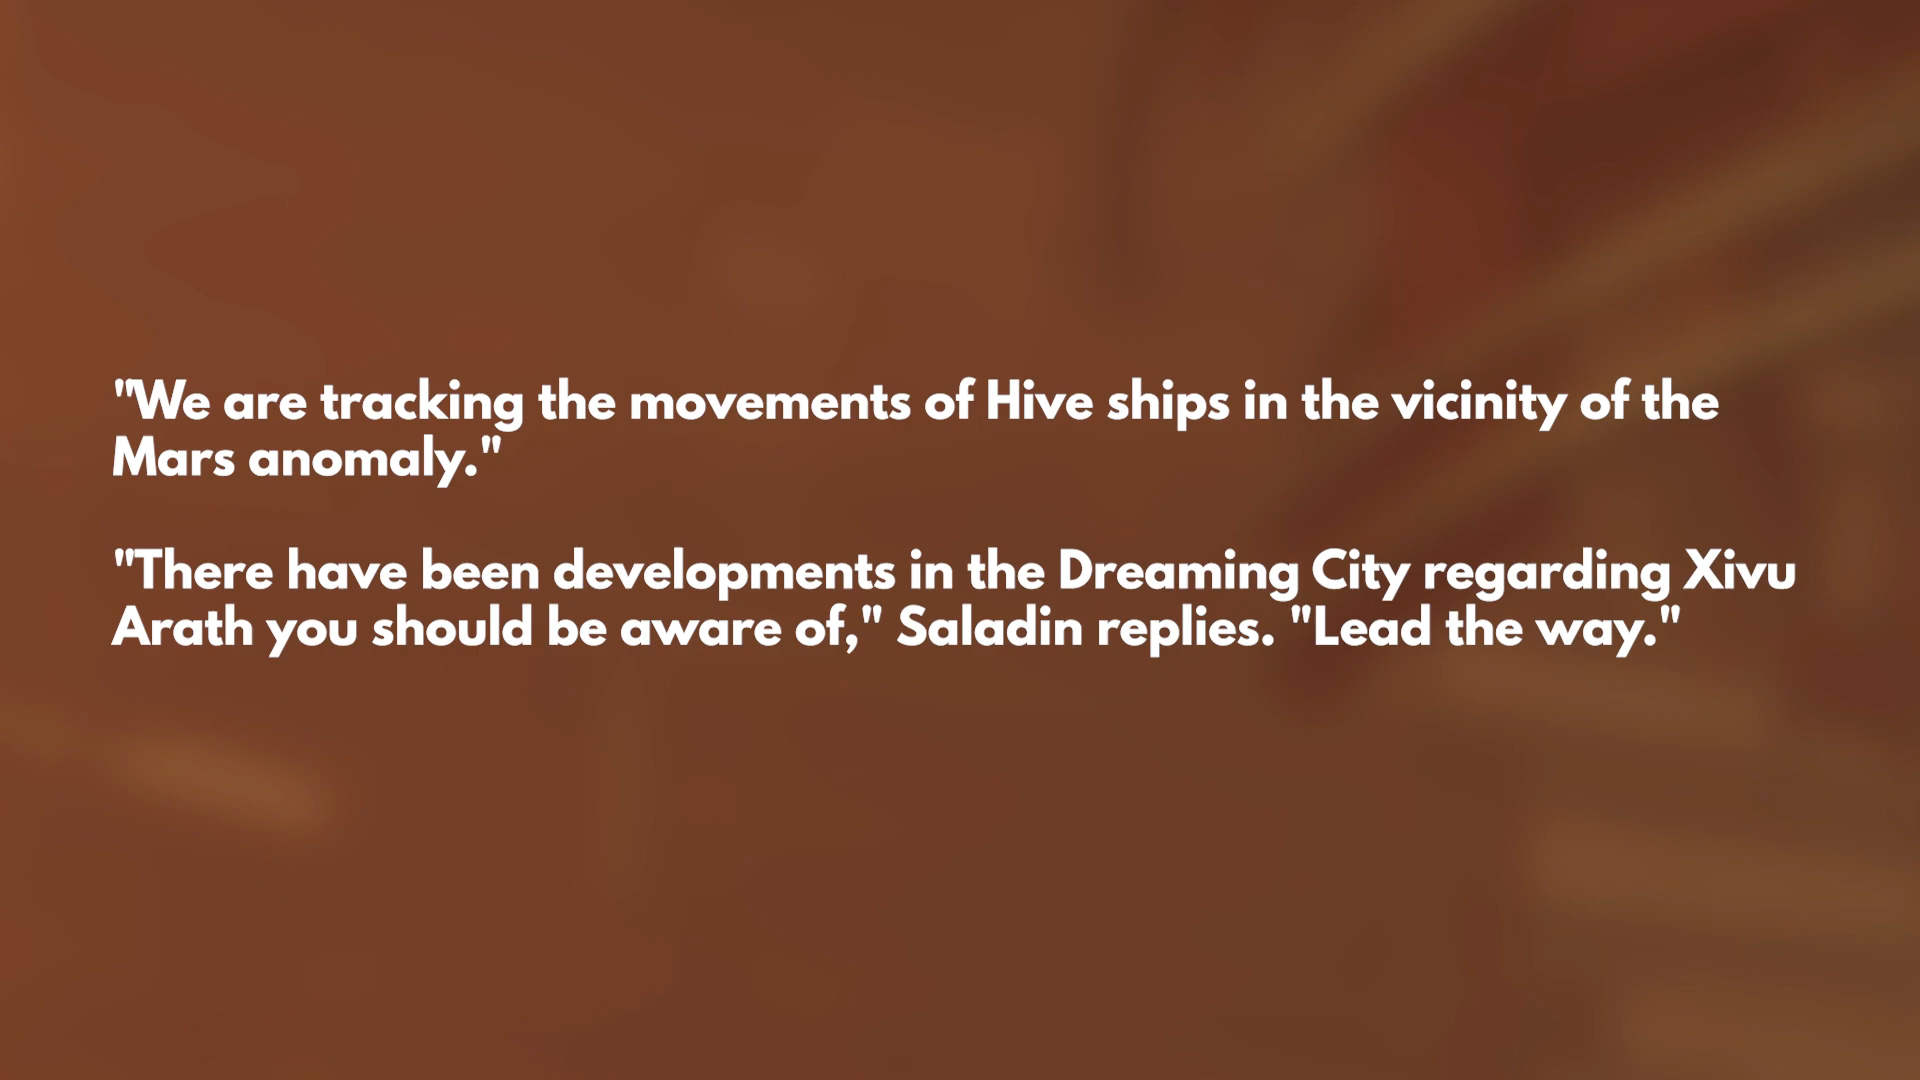 "We are tracking the movements of Hive ships in the vicinity of the
Mars anomaly."
"There have been developments in the Dreaming City regarding Xivu
Arath you should be aware of," Saladin replies. "Lead the way."